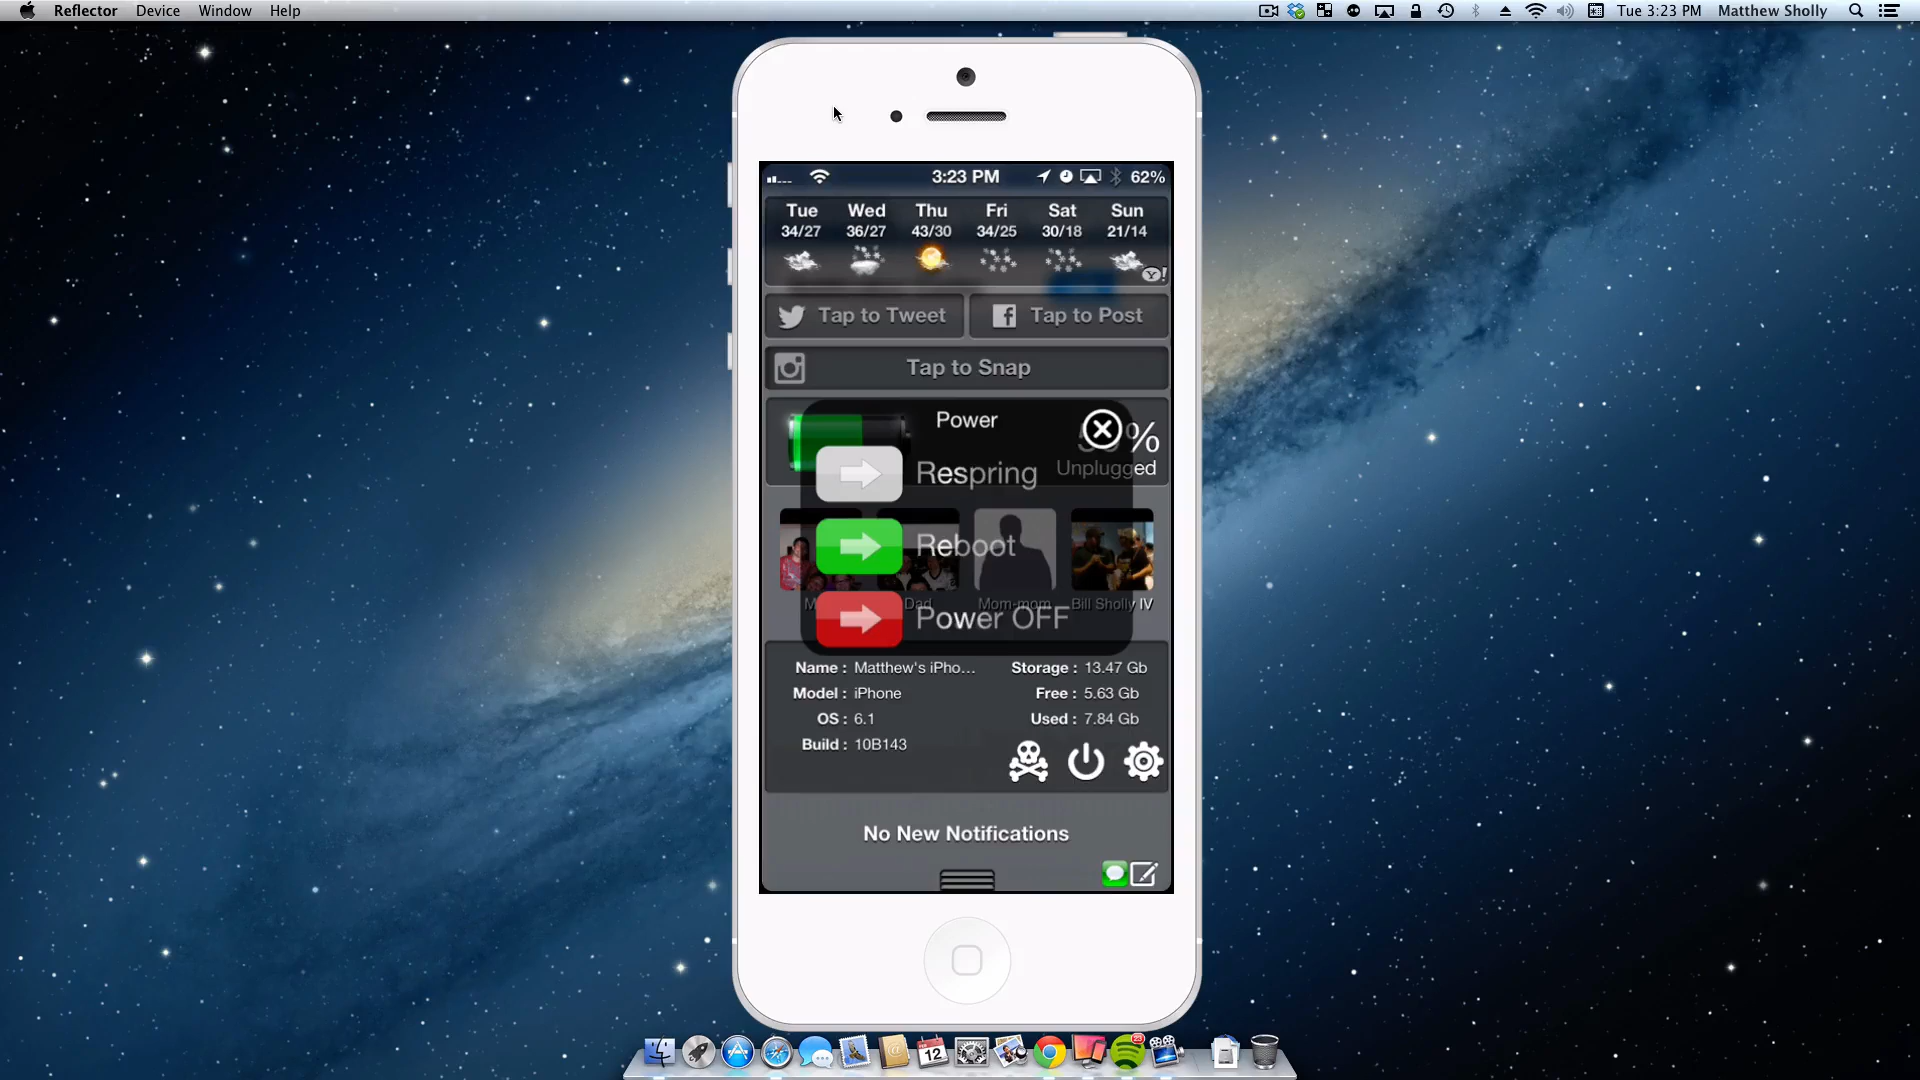 Reflector Device Window Help Tue 3:23 PM Matthew Sholly
3:23 PM 62%
Tue Wed Thu Fri Sat Sun
34/27 36/27 43/30 34/25 30/18 21/14
Y!
Tap to Tweet Tap to Post
Tap to Snap
Power
%
Respring Unplugged
Reboot
Dad Mom-mom Bill Sholly IV
Power OFF
Name : Matthew's iPho... Storage : 13.47 Gb
Model : iPhone Free : 5.63 Gb
OS : 6.1 Used : 7.84 Gb
Build : 10B143
No New Notifications
23
12